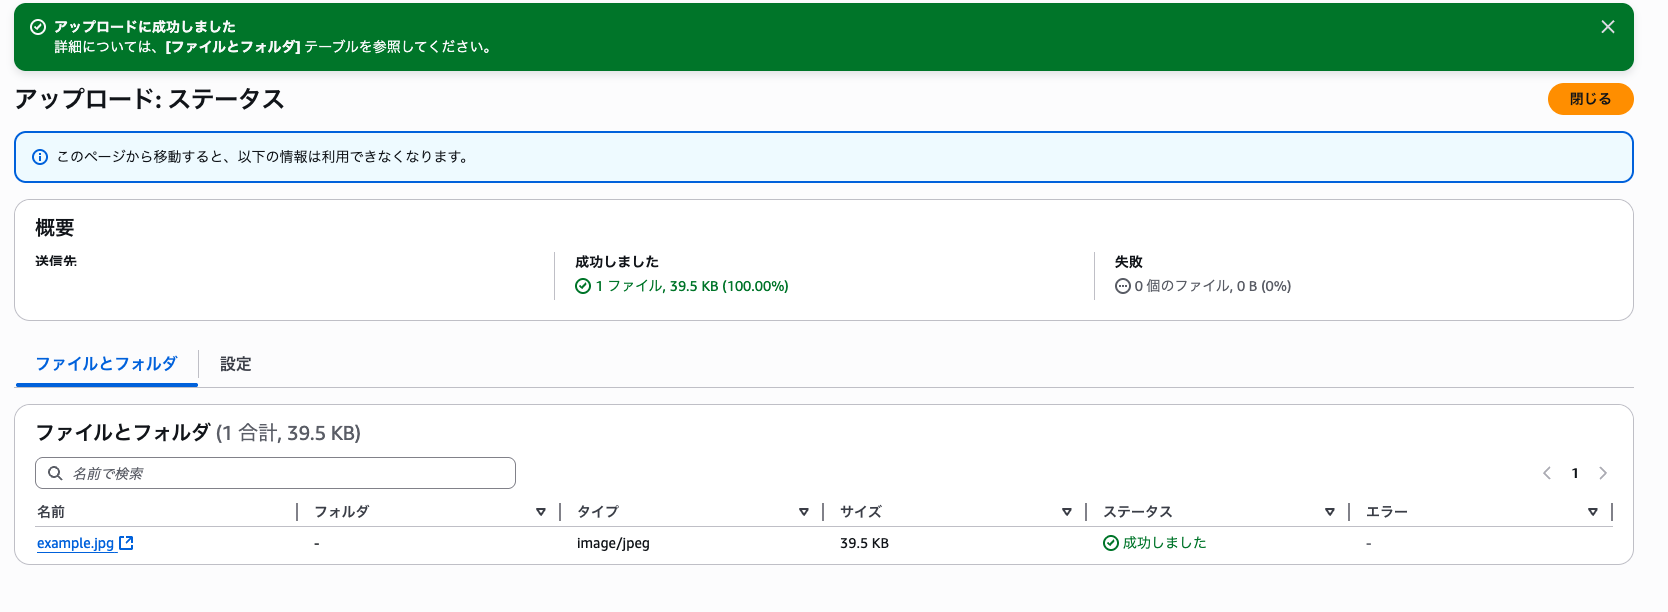 アップロードに成功しました
詳細については、[ファイルとフォルダ] テーブルを参照してください。
アップロード: ステータス
閉じる
このページから移動すると、以下の情報は利用できなくなります。
概要
送信先
成功しました
失敗
1 ファイル, 39.5 KB (100.00%)
0 個のファイル, 0 B (0%)
ファイルとフォルダ
設定
ファイルとフォルダ (1 合計, 39.5 KB)
名前で検索
1
名前 フォルダ タイプ サイズ ステータス エラー
example.jpg - image/jpeg 39.5 KB 成功しました -